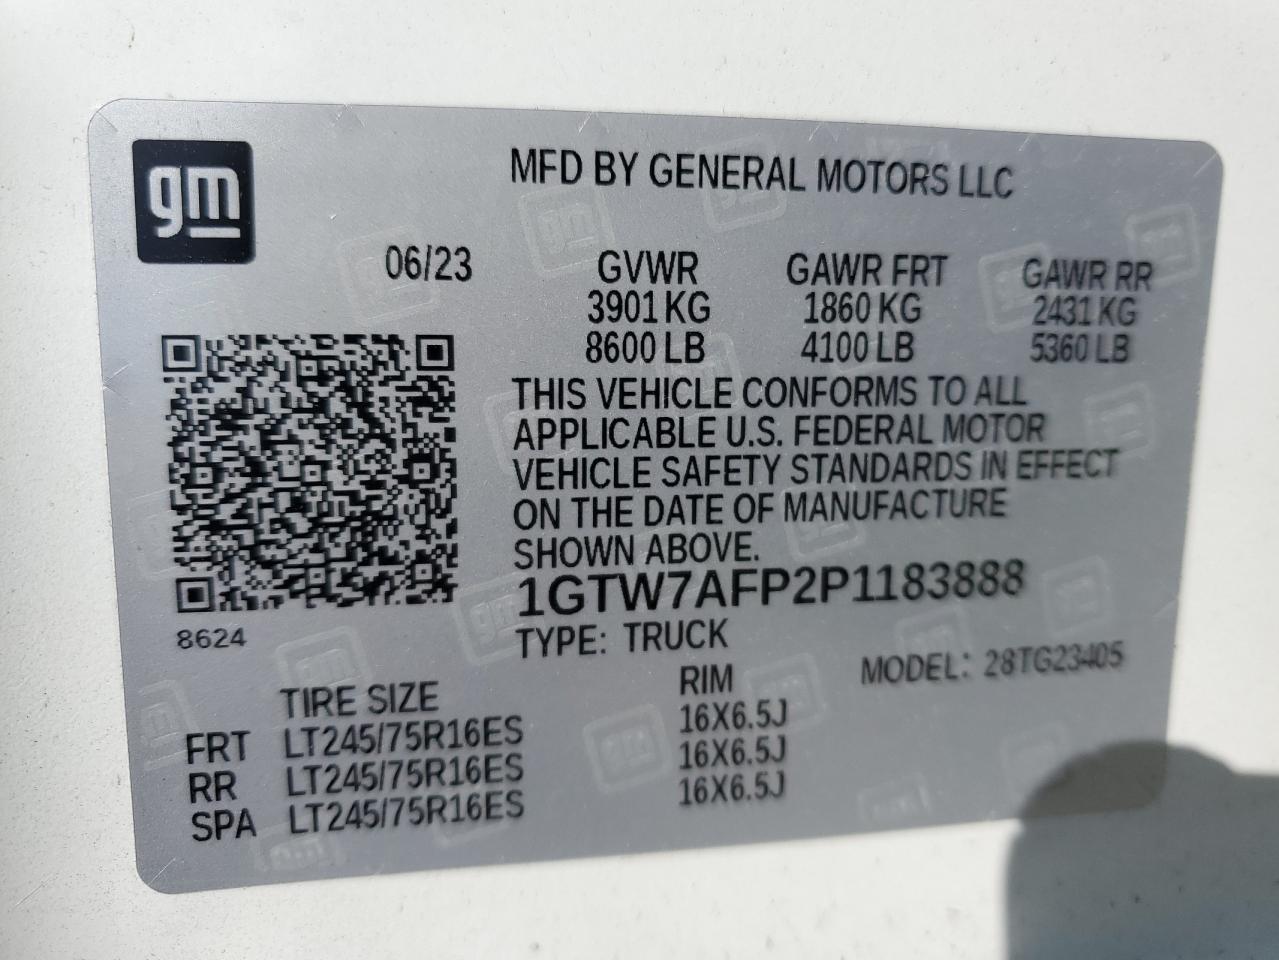 gm
MFD BY GENERAL MOTORS LLC
06/23 GVWR GAWR FRT GAWR RR
3901 KG 1860 KG 2431 KG
8600 LB 4100 LB 5360 LB
THIS VEHICLE CONFORMS TO ALL
APPLICABLE U.S. FEDERAL MOTOR
VEHICLE SAFETY STANDARDS IN EFFECT
ON THE DATE OF MANUFACTURE
SHOWN ABOVE.
1GTW7AFP2P1183888
8624
TYPE: TRUCK
MODEL: 28TG23405
TIRE SIZE RIM
FRT LT245/75R16ES 16X6.5J
RR LT245/75R16ES 16X6.5J
SPA LT245/75R16ES 16X6.5J